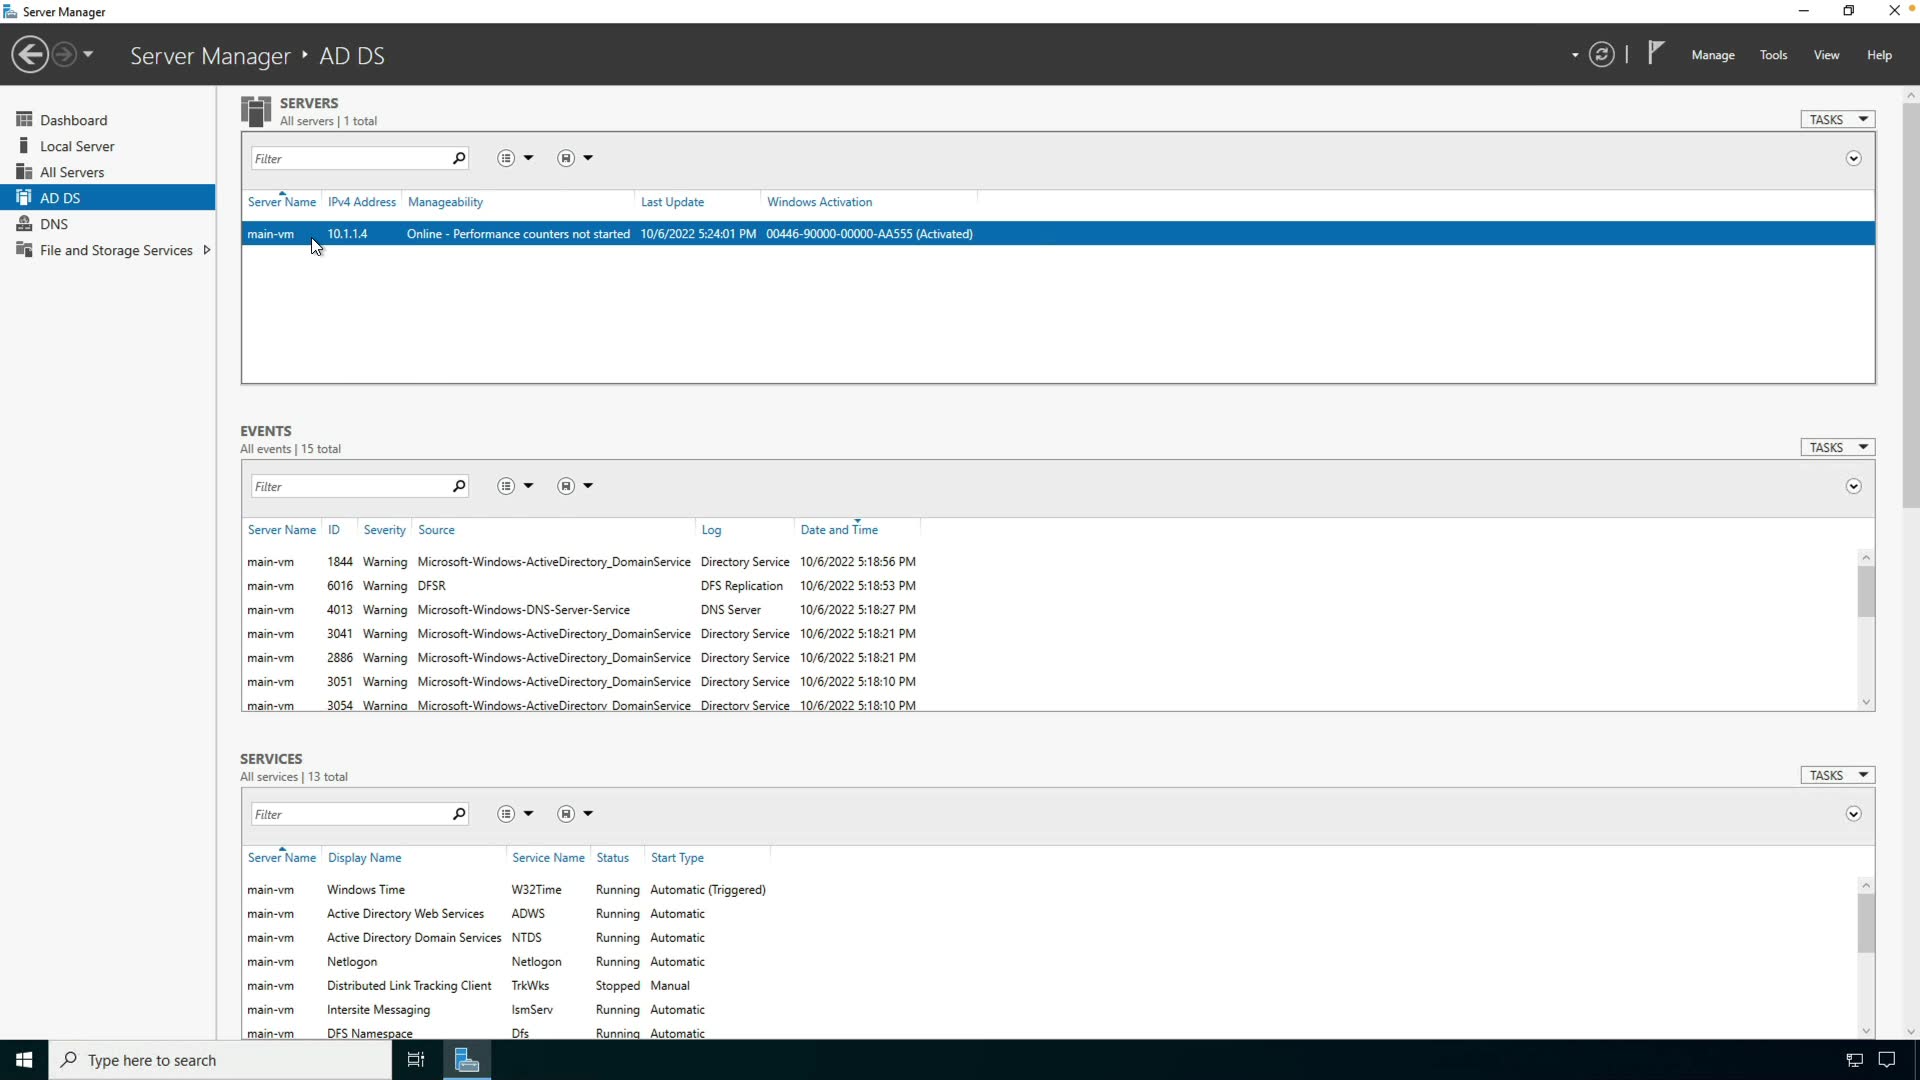 Server Manager
Server Manager ‣ AD DS
Manage Tools View Help
Dashboard
Local Server
All Servers
AD DS
DNS
File and Storage Services
SERVERS
All servers | 1 total
TASKS
Filter
Server Name IPv4 Address Manageability Last Update Windows Activation
main-vm 10.1.1.4 Online - Performance counters not started 10/6/2022 5:24:01 PM 00446-90000-00000-AA555 (Activated)
EVENTS
All events | 15 total
TASKS
Filter
Server Name ID Severity Source Log Date and Time
main-vm 1844 Warning Microsoft-Windows-ActiveDirectory_DomainService Directory Service 10/6/2022 5:18:56 PM
main-vm 6016 Warning DFSR DFS Replication 10/6/2022 5:18:53 PM
main-vm 4013 Warning Microsoft-Windows-DNS-Server-Service DNS Server 10/6/2022 5:18:27 PM
main-vm 3041 Warning Microsoft-Windows-ActiveDirectory_DomainService Directory Service 10/6/2022 5:18:21 PM
main-vm 2886 Warning Microsoft-Windows-ActiveDirectory_DomainService Directory Service 10/6/2022 5:18:21 PM
main-vm 3051 Warning Microsoft-Windows-ActiveDirectory_DomainService Directory Service 10/6/2022 5:18:10 PM
main-vm 3054 Warning Microsoft-Windows-ActiveDirectory_DomainService Directory Service 10/6/2022 5:18:10 PM
SERVICES
All services | 13 total
TASKS
Filter
Server Name Display Name Service Name Status Start Type
main-vm Windows Time W32Time Running Automatic (Triggered)
main-vm Active Directory Web Services ADWS Running Automatic
main-vm Active Directory Domain Services NTDS Running Automatic
main-vm Netlogon Netlogon Running Automatic
main-vm Distributed Link Tracking Client TrkWks Stopped Manual
main-vm Intersite Messaging IsmServ Running Automatic
main-vm DFS Namespace Dfs Running Automatic
Type here to search